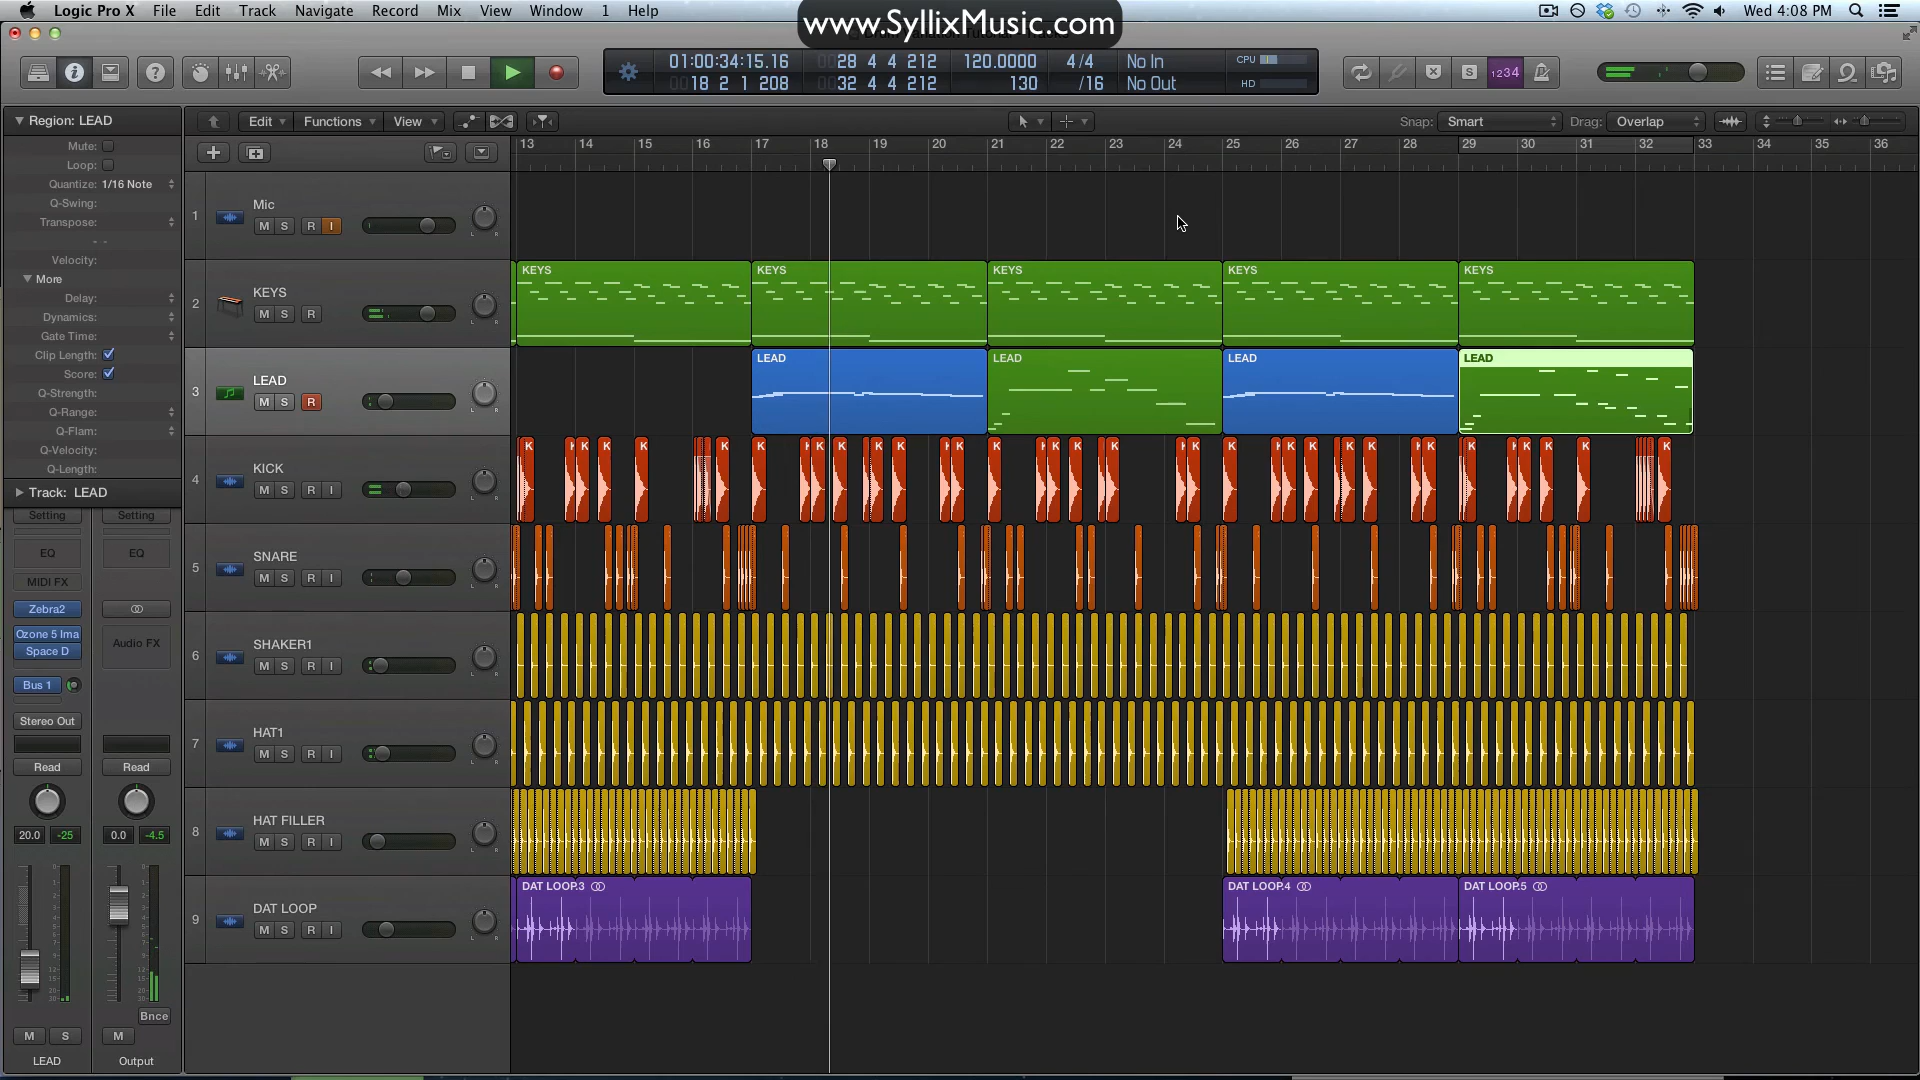 Logic Pro X File Edit Track Navigate Record Mix View Window 1 Help
www.SyllixMusic.com
Wed 4:08 PM
01:00:34:15.16 0028 4 4 212 120.0000 4/4 No In CPU
0018 2 1 208 0032 4 4 212 130 /16 No Out HD
S 1234
Region: LEAD
Edit Functions View Snap: Smart Drag: Overlap
Mute:
Loop:
Quantize: 1/16 Note
Q-Swing:
Transpose:
- -
Velocity:
More
Delay:
Dynamics:
Gate Time:
Clip Length:
Score:
Q-Strength:
Q-Range:
Q-Flam:
Q-Velocity:
Q-Length:
Track: LEAD
Setting Setting
EQ EQ
MIDI FX
Zebra2
Ozone 5 Ima Audio FX
Space D
Bus 1
Stereo Out
Read Read
20.0 -25 0.0 -4.5
Bnce
M S M
LEAD Output
13 14 15 16 17 18 19 20 21 22 23 24 25 26 27 28 29 30 31 32 33 34 35 36
1 Mic
M S R I
2 KEYS
M S R
KEYS KEYS KEYS KEYS KEYS
3 LEAD
M S R
LEAD LEAD LEAD LEAD
4 KICK
M S R I
K K K K K K K K K K K K K K K K K K K K K K K K K K K K
5 SNARE
M S R I
6 SHAKER1
M S R I
7 HAT1
M S R I
8 HAT FILLER
M S R I
9 DAT LOOP
M S R I
DAT LOOP.3 DAT LOOP.4 DAT LOOP.5